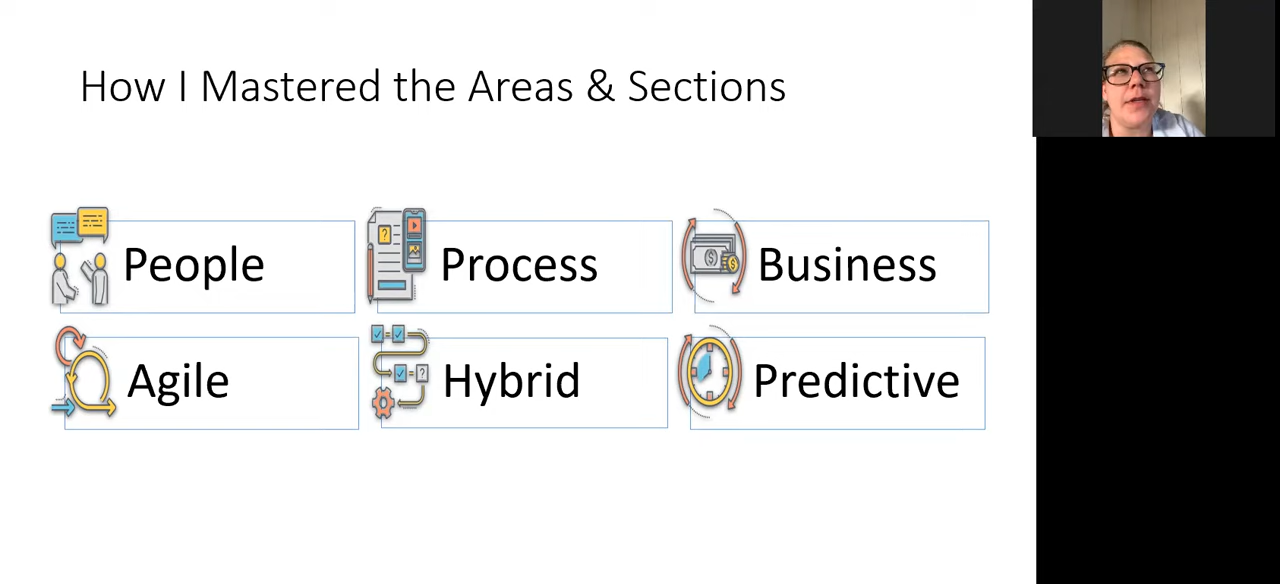 How I Mastered the Areas & Sections
People
Process
Business
Agile
Hybrid
Predictive